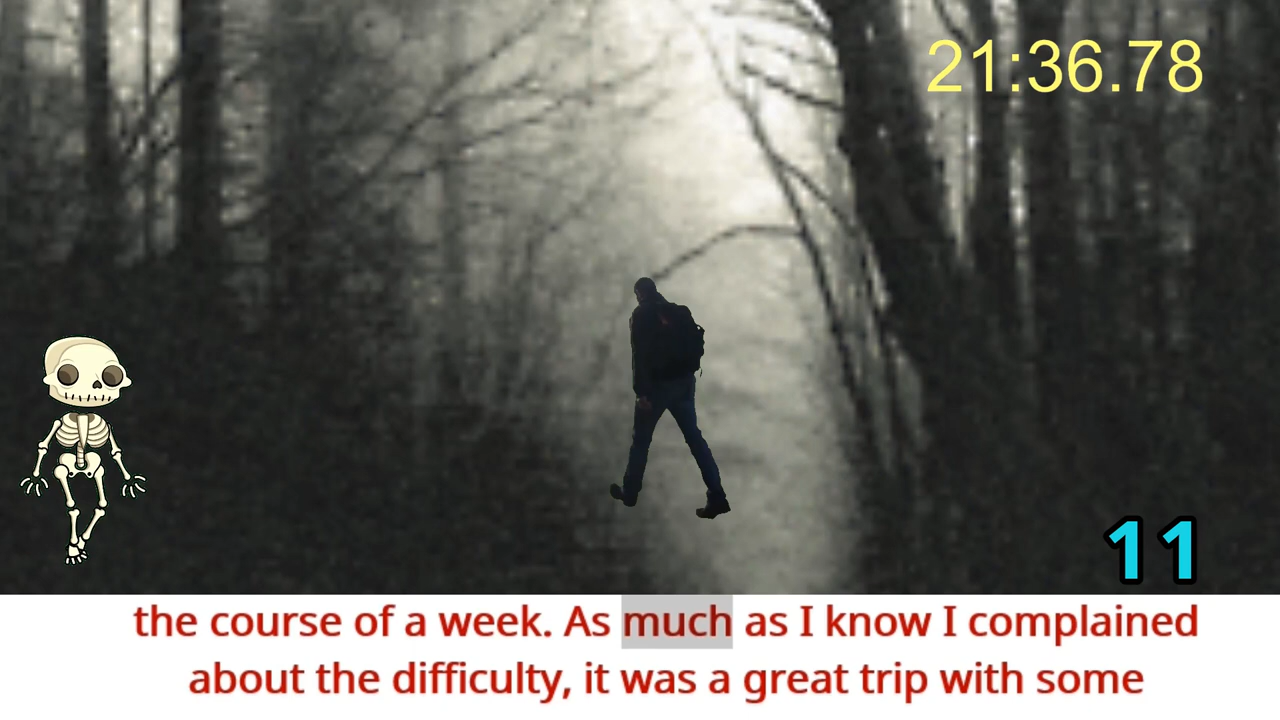 21:36.78
11
the course of a week. As much as I know I complained
about the difficulty, it was a great trip with some